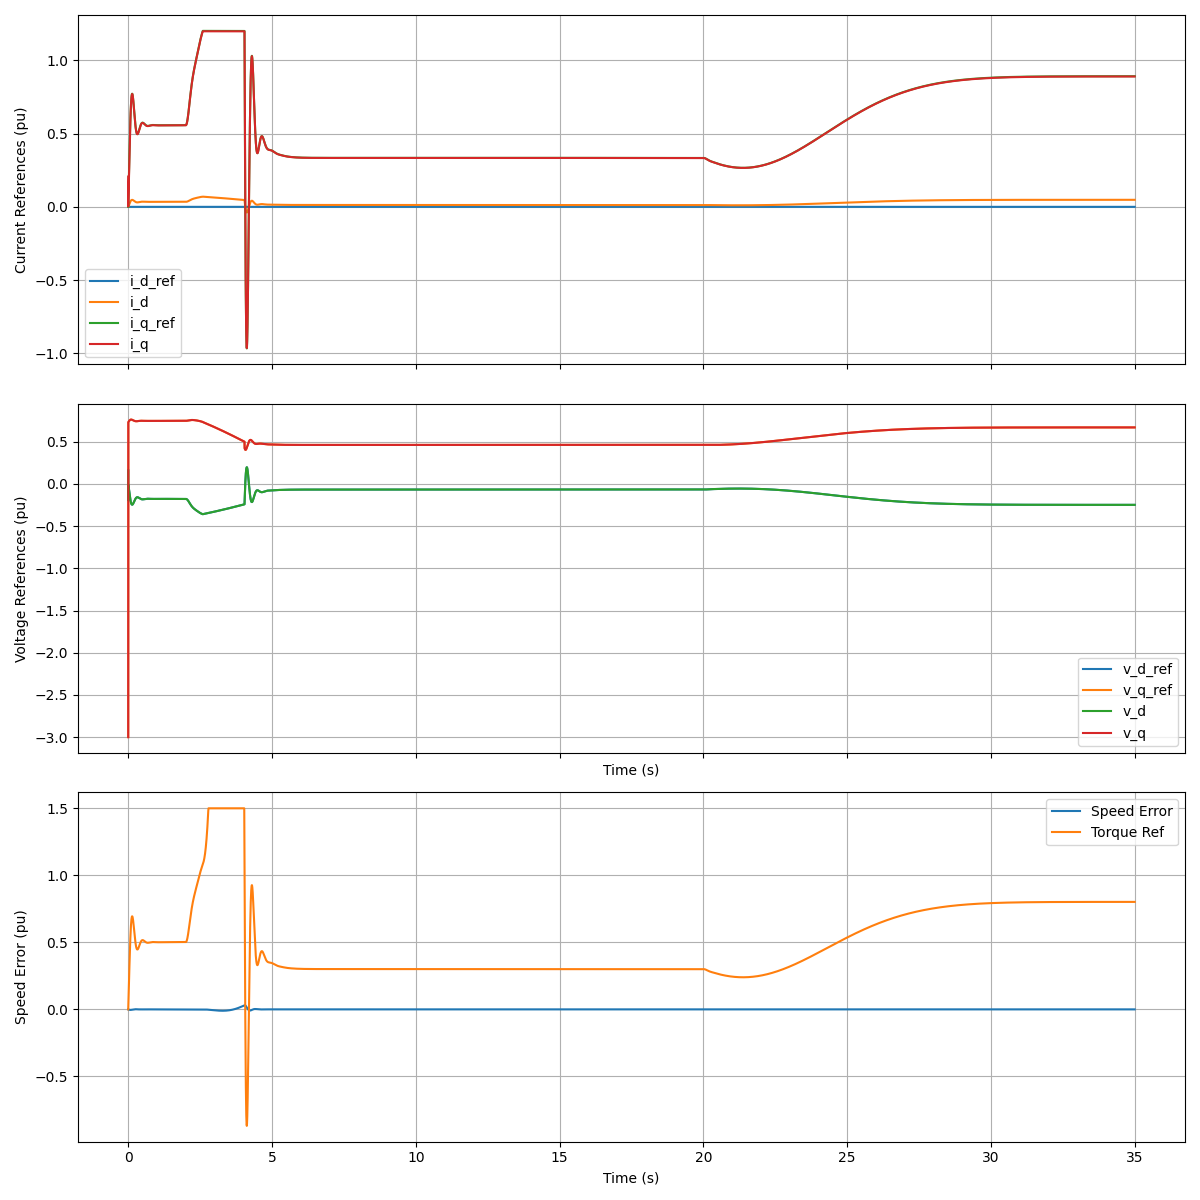 Current References (pu)
1.0
0.5
0.0
−0.5
−1.0
i_d_ref
i_d
i_q_ref
i_q
Voltage References (pu)
0.5
0.0
−0.5
−1.0
−1.5
−2.0
−2.5
−3.0
v_d_ref
v_q_ref
v_d
v_q
Time (s)
Speed Error (pu)
1.5
1.0
0.5
0.0
−0.5
Speed Error
Torque Ref
0 5 10 15 20 25 30 35
Time (s)